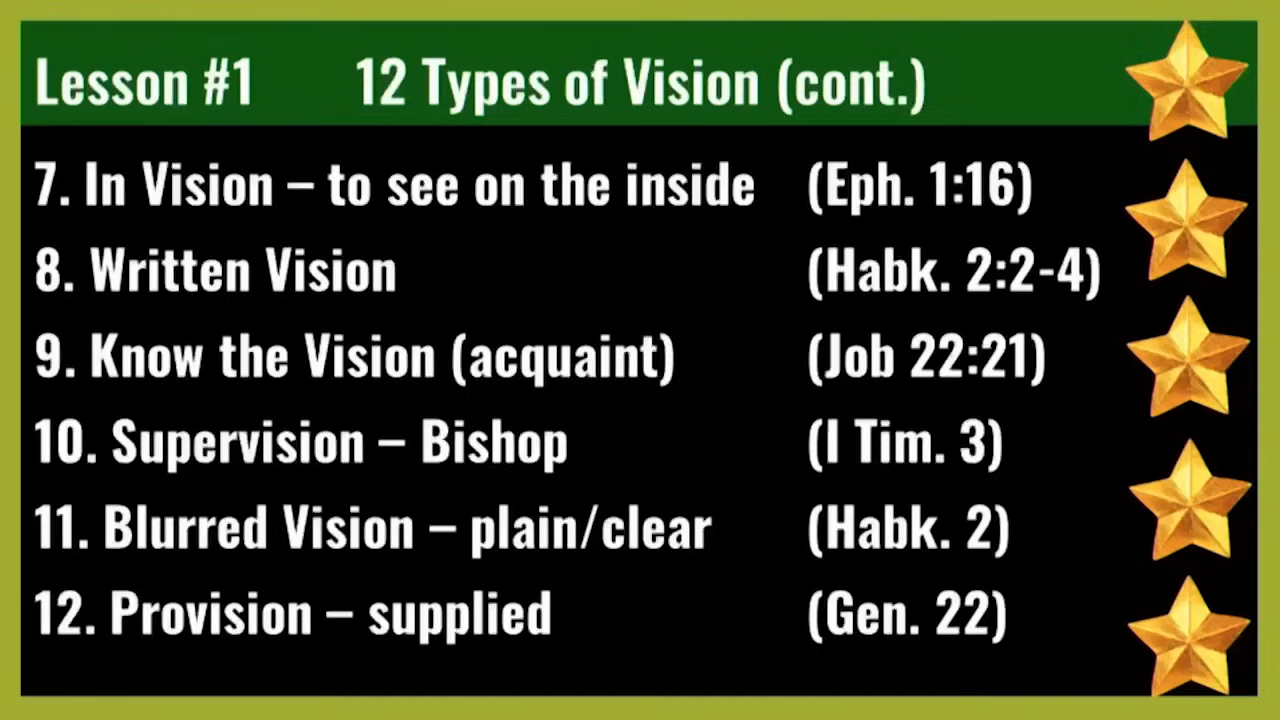 Lesson #1 12 Types of Vision (cont.)
7. In Vision – to see on the inside (Eph. 1:16)
8. Written Vision (Habk. 2:2-4)
9. Know the Vision (acquaint) (Job 22:21)
10. Supervision – Bishop (I Tim. 3)
11. Blurred Vision – plain/clear (Habk. 2)
12. Provision – supplied (Gen. 22)